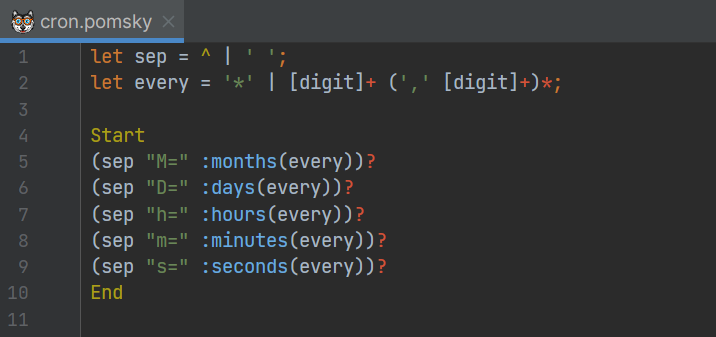 cron.pomsky
1 let sep = ^ | ' ';
2 let every = '*' | [digit]+ (',' [digit]+)*;
3
4 Start
5 (sep "M=" :months(every))?
6 (sep "D=" :days(every))?
7 (sep "h=" :hours(every))?
8 (sep "m=" :minutes(every))?
9 (sep "s=" :seconds(every))?
10 End
11